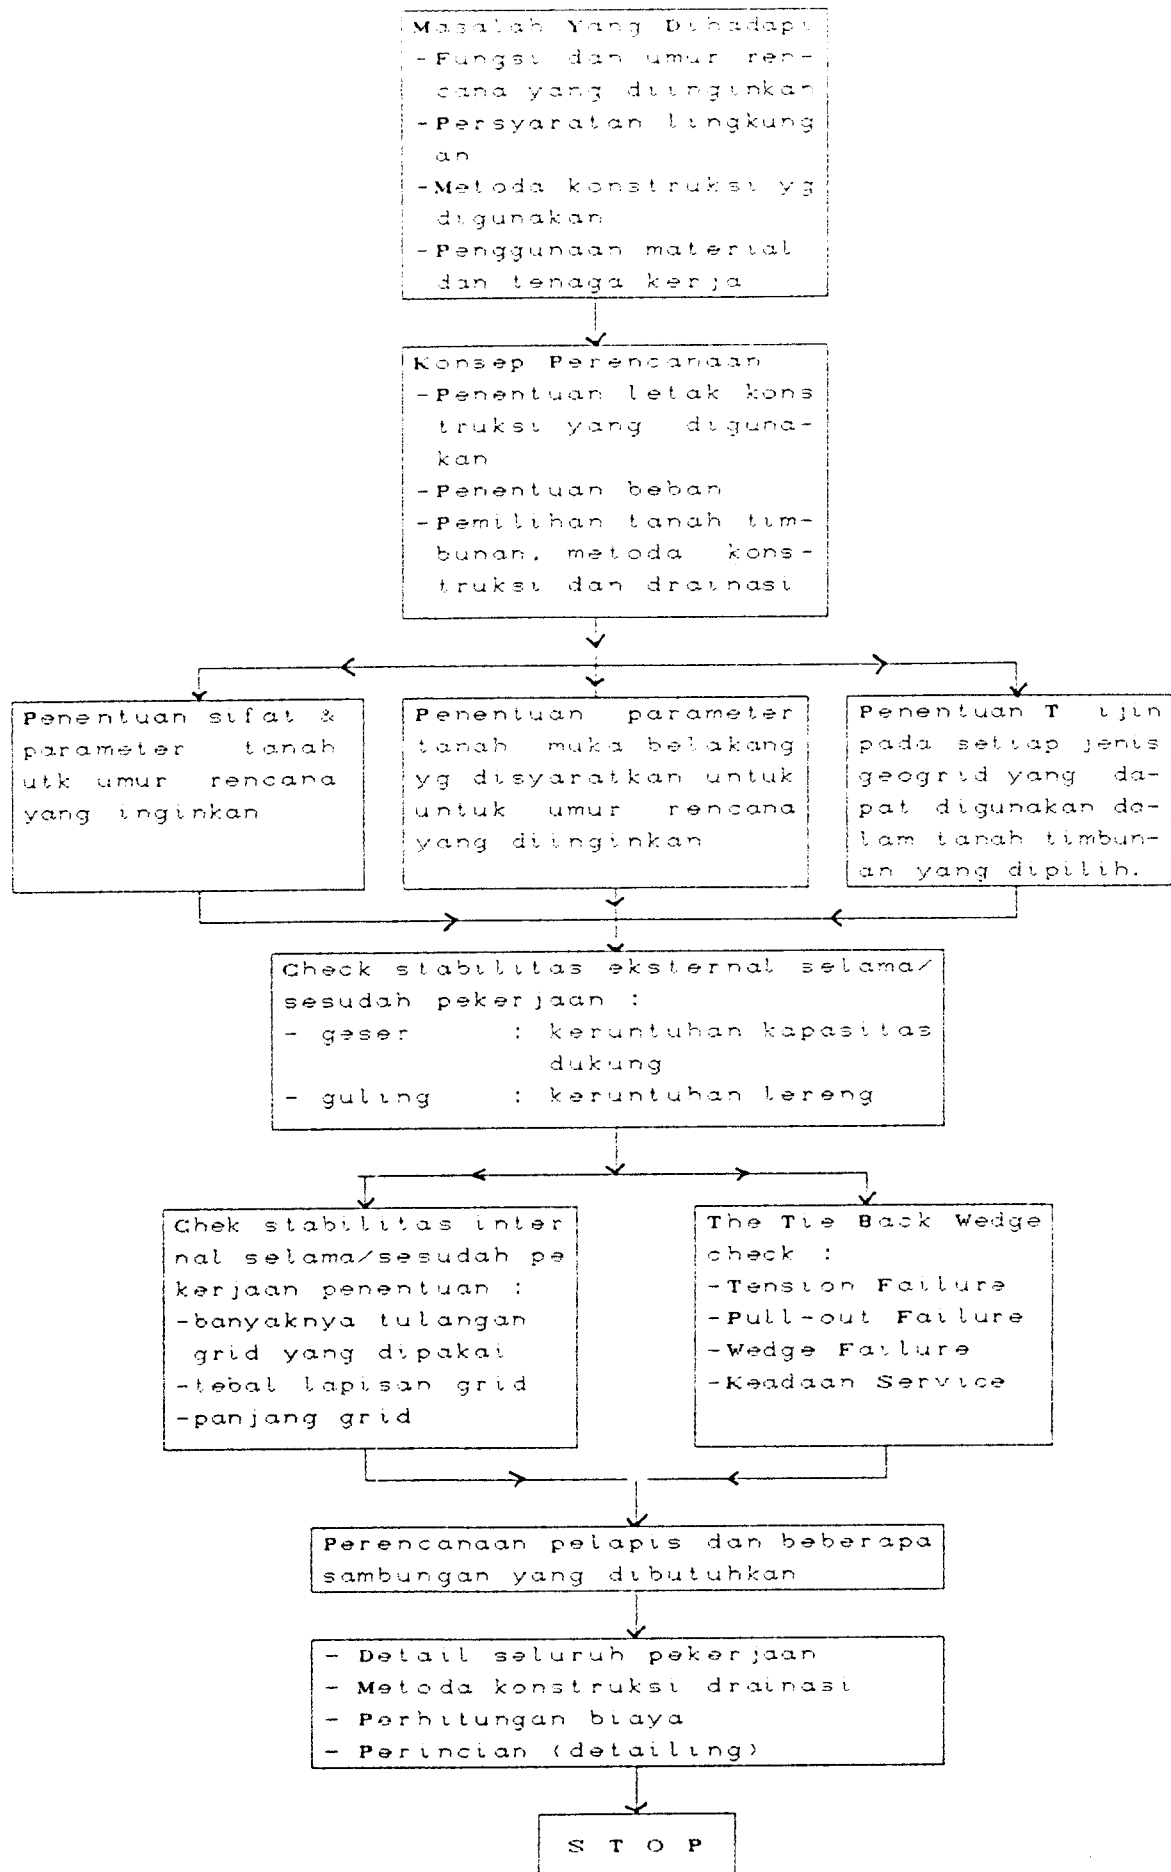 Masalah Yang Dihadapi
-Fungsi dan umur ren-
cana yang diinginkan
-Persyaratan lingkung
an
-Metoda konstruksi yg
digunakan
-Penggunaan material
dan tenaga kerja
Konsep Perencanaan
-Penentuan letak kons
truksi yang diguna-
kan
-Penentuan beban
-Pemilihan tanah tim-
bunan, metoda kons-
truksi dan drainasi
Penentuan sifat &
parameter tanah
utk umur rencana
yang inginkan
Penentuan parameter
tanah muka belakang
yg disyaratkan untuk
untuk umur rencana
yang diinginkan
Penentuan T ijin
pada setiap jenis
geogrid yang da-
pat digunakan da-
lam tanah timbun-
an yang dipilih.
Check stabilitas eksternal selama/
sesudah pekerjaan :
- geser : keruntuhan kapasitas
dukung
- guling : keruntuhan lereng
Chek stabilitas inter
nal selama/sesudah pe
kerjaan penentuan :
-banyaknya tulangan
grid yang dipakai
-tebal lapisan grid
-panjang grid
The Tie Back Wedge
check :
-Tension Failure
-Pull-out Failure
-Wedge Failure
-Keadaan Service
Perencanaan pelapis dan beberapa
sambungan yang dibutuhkan
- Detail seluruh pekerjaan
- Metoda konstruksi drainasi
- Perhitungan biaya
- Perincian (detailing)
S T O P